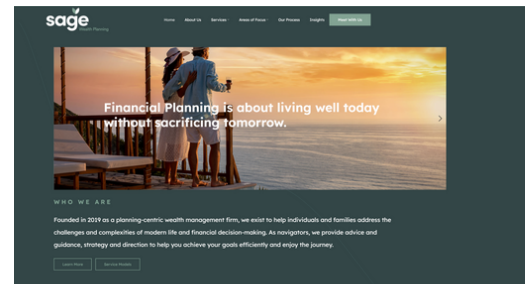 sage
Wealth Planning
Home About Us Services Areas of Focus Our Process Insights Meet With Us
Financial Planning is about living well today
without sacrificing tomorrow.
WHO WE ARE
Founded in 2019 as a planning-centric wealth management firm, we exist to help individuals and families address the
challenges and complexities of modern life and financial decision-making. As navigators, we provide advice and
guidance, strategy and direction to help you achieve your goals efficiently and enjoy the journey.
Learn More Service Models